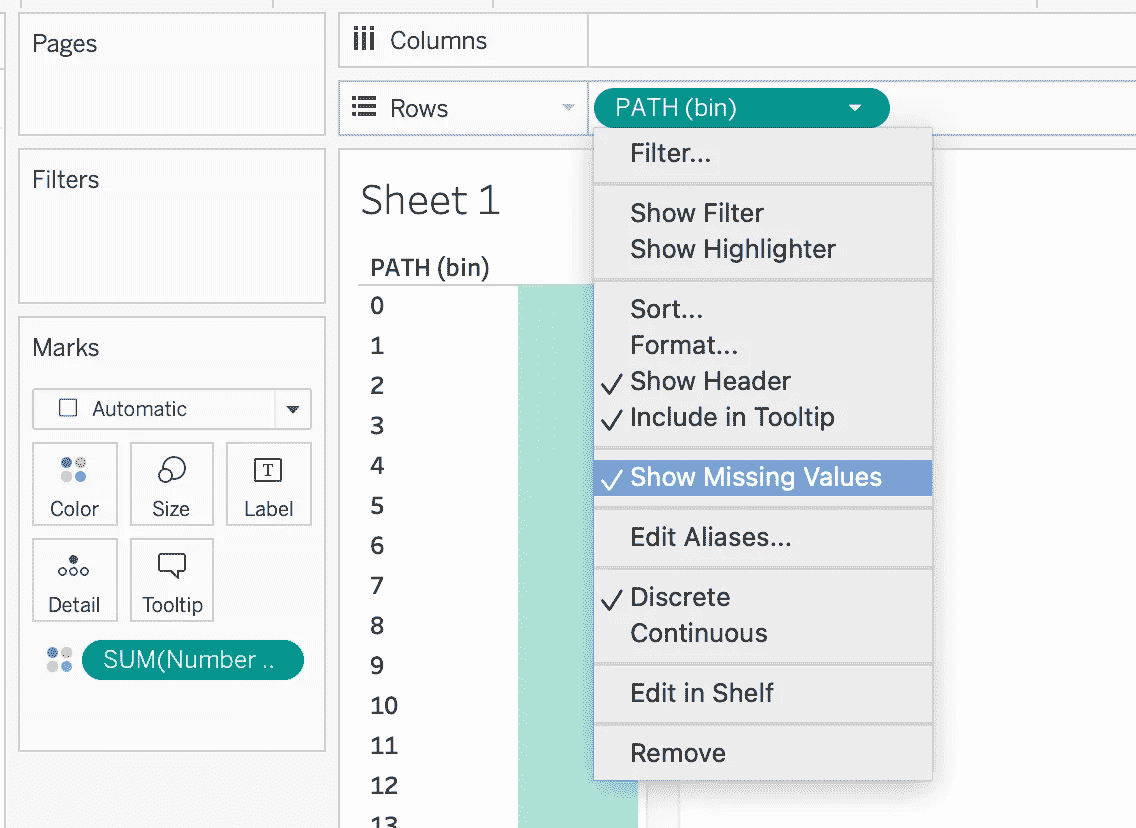 Pages
Columns
Rows
PATH (bin)
Filters
Marks
Automatic
Color
Size
T
Label
Detail
Tooltip
SUM(Number ..
Sheet 1
PATH (bin)
0
1
2
3
4
5
6
7
8
9
10
11
12
13
Filter...
Show Filter
Show Highlighter
Sort...
Format...
Show Header
Include in Tooltip
Show Missing Values
Edit Aliases...
Discrete
Continuous
Edit in Shelf
Remove